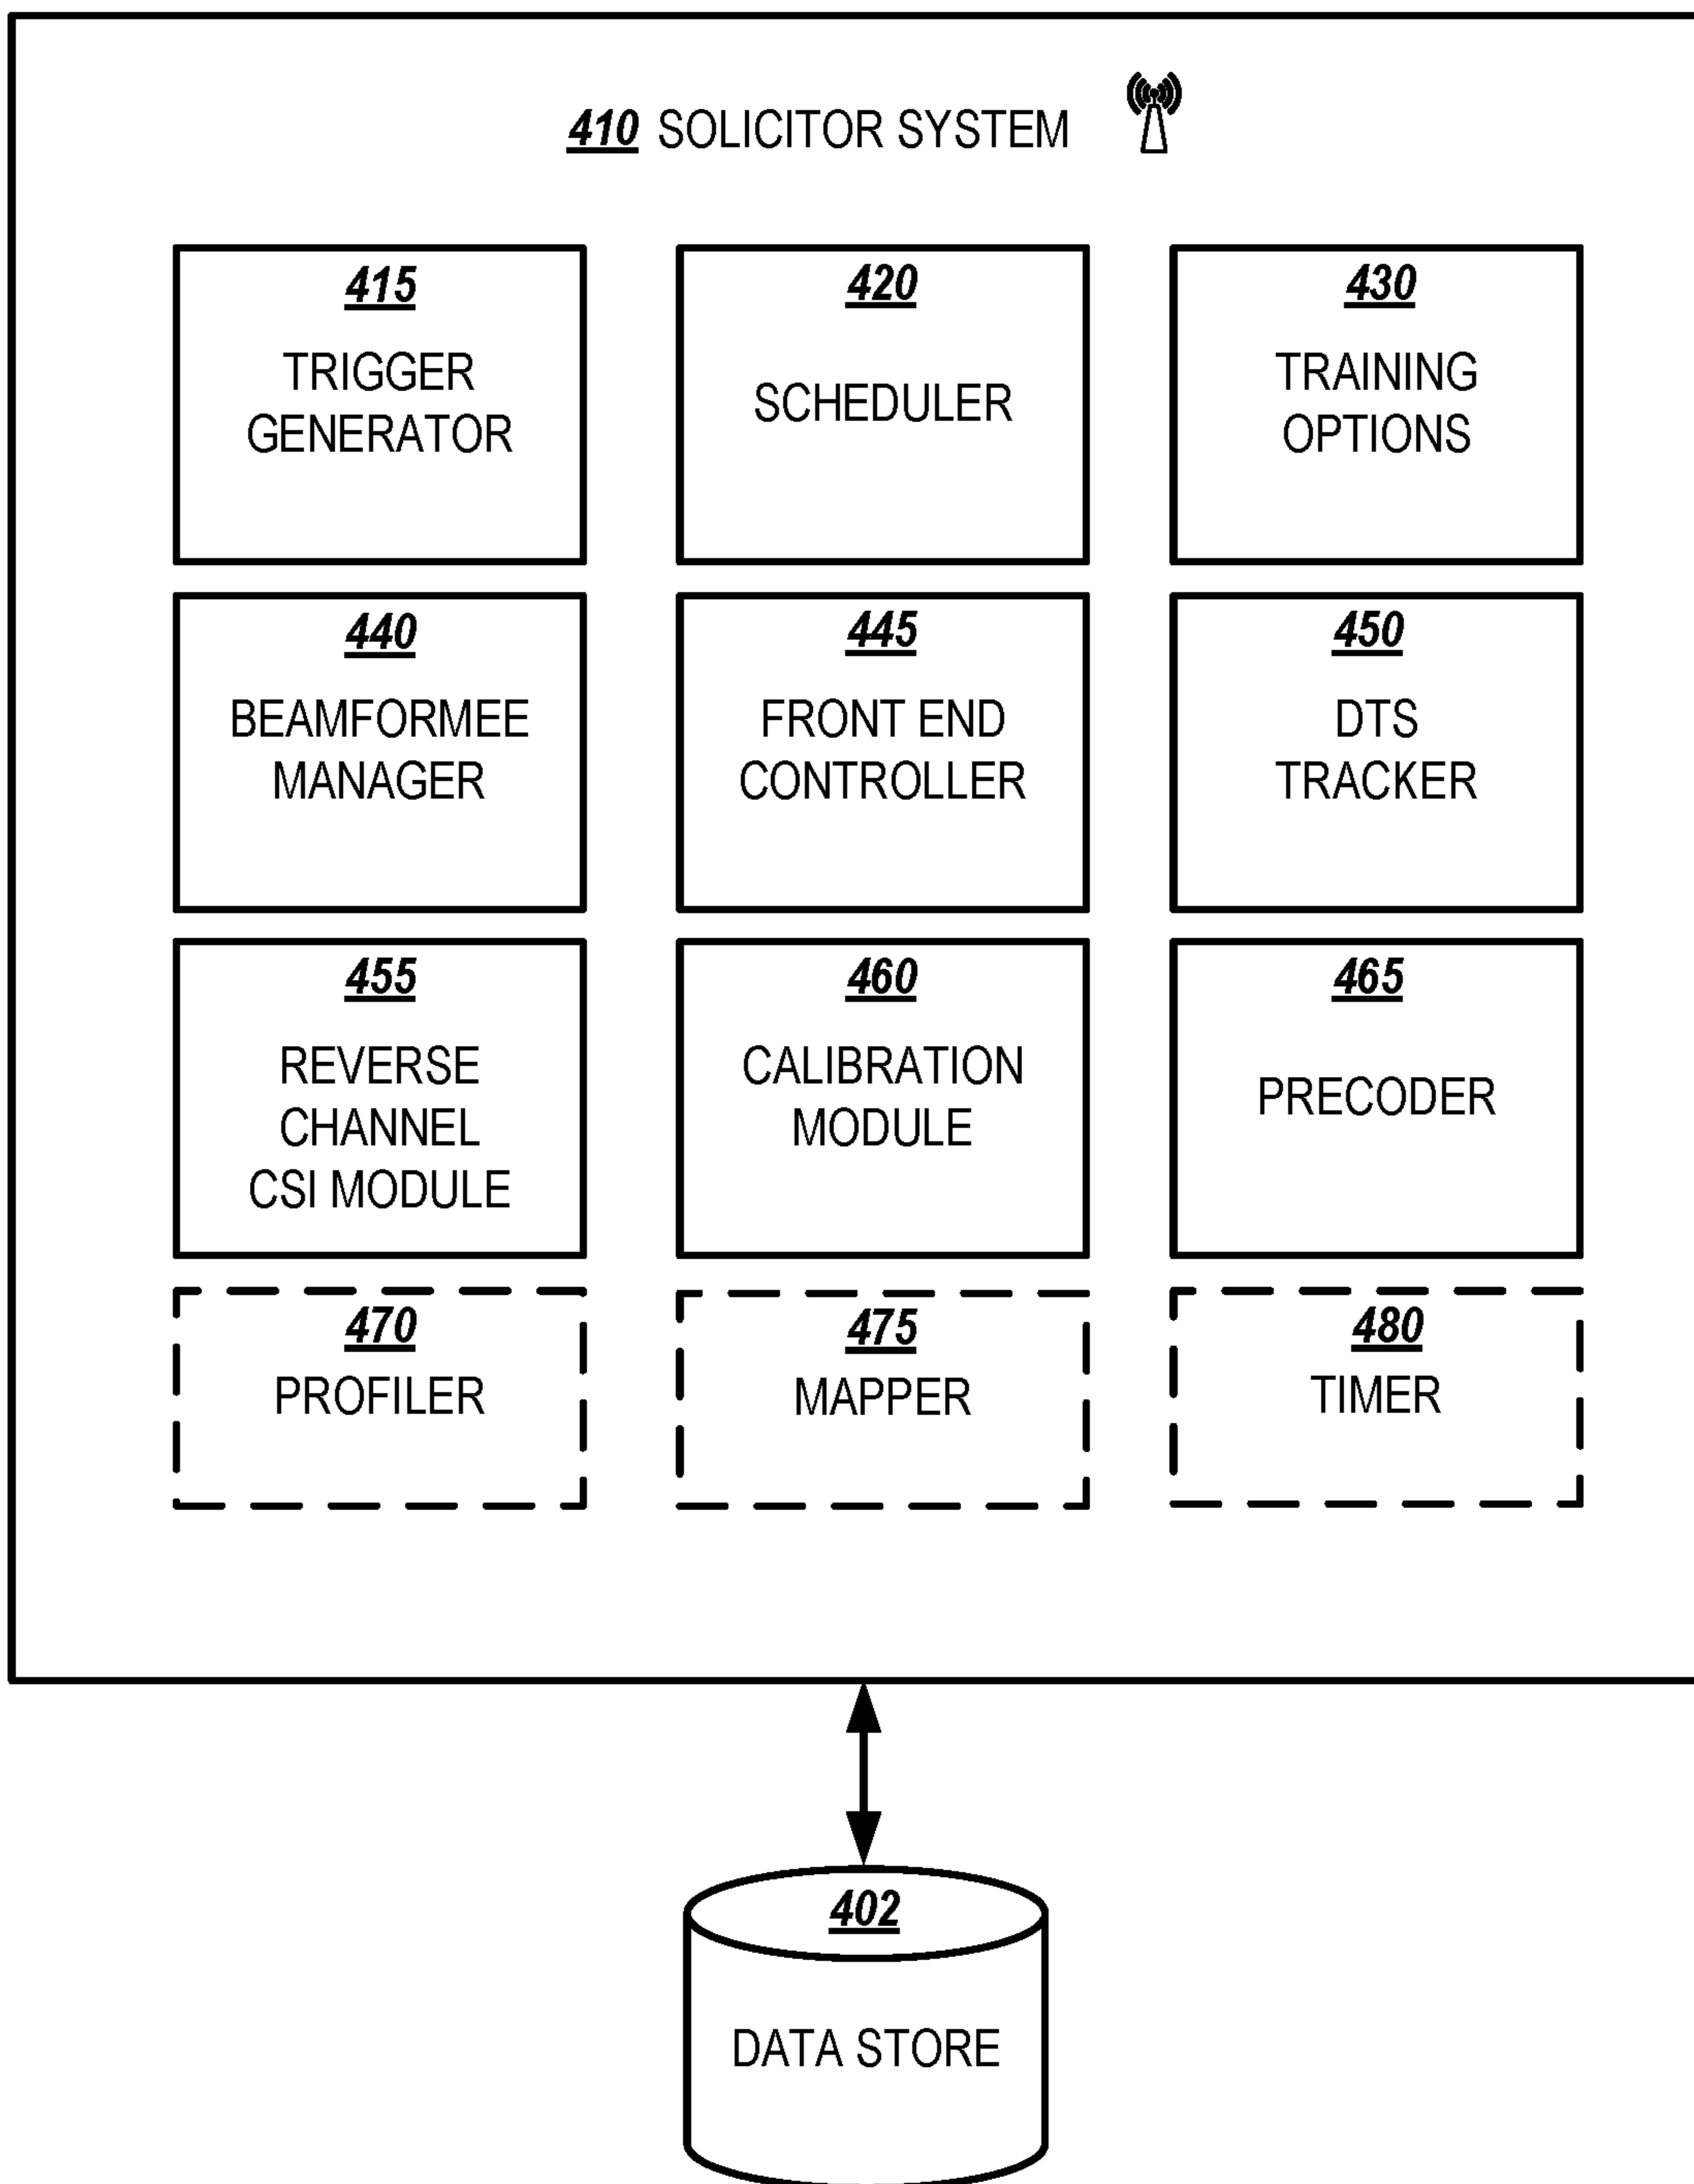 410 SOLICITOR SYSTEM
415
TRIGGER
GENERATOR
420
SCHEDULER
430
TRAINING
OPTIONS
440
BEAMFORMEE
MANAGER
445
FRONT END
CONTROLLER
450
DTS
TRACKER
455
REVERSE
CHANNEL
CSI MODULE
460
CALIBRATION
MODULE
465
PRECODER
470
PROFILER
475
MAPPER
480
TIMER
402
DATA STORE